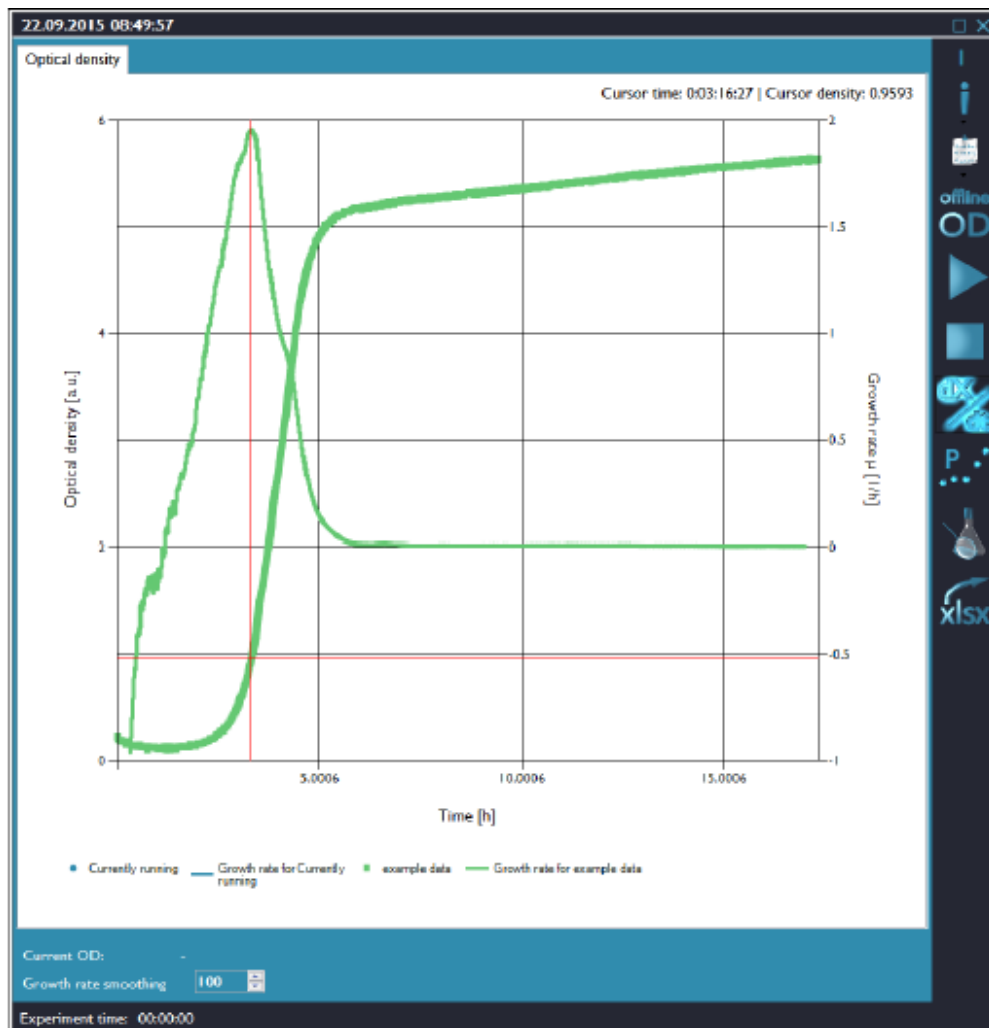 22.09.2015 08:49:57
Optical density
Cursor time: 0:03:16:27 | Cursor density: 0.9593
6
4
2
0
2
1.5
1
0.5
0
-0.5
-1
Optical density [a.u.]
Growth rate μ [1/h]
5.0006
10.0006
15.0006
Time [h]
Currently running
Growth rate for Currently
running
example data
Growth rate for example data
offline
OD
P
xlsx
Current OD: -
Growth rate smoothing 100
Experiment time: 00:00:00